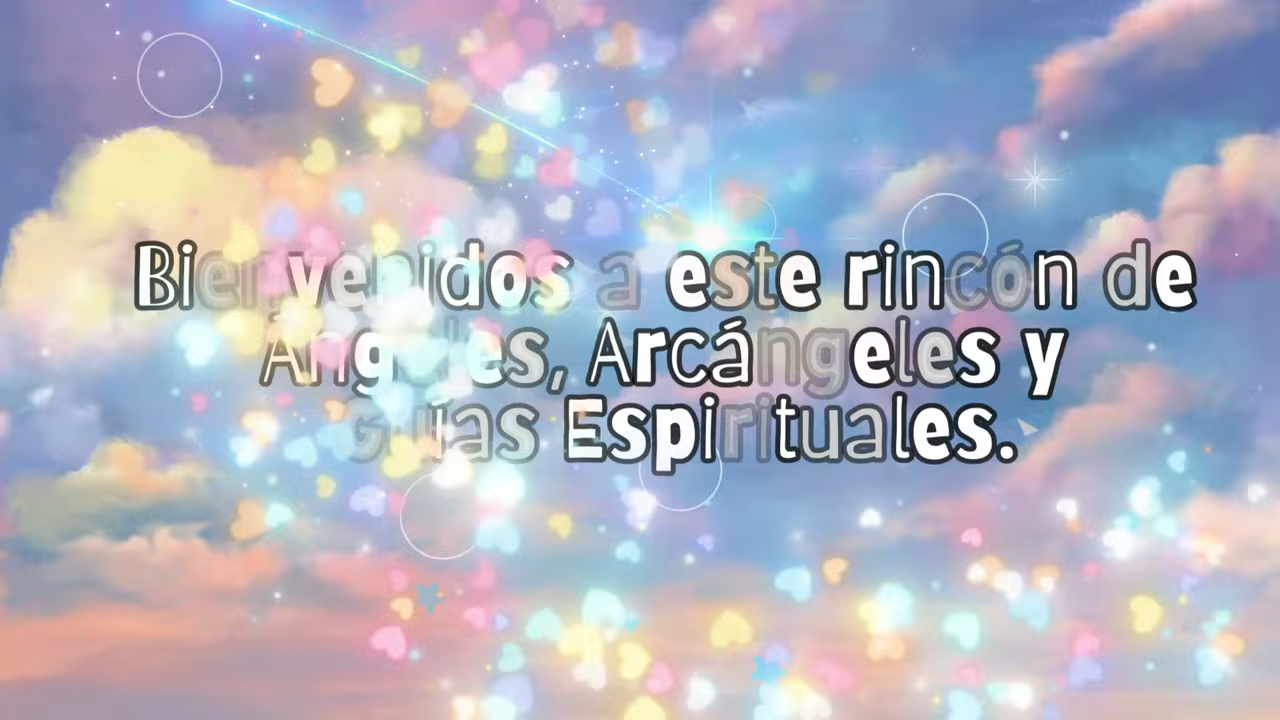 Bienvenidos a este rincón de
Ángeles, Arcángeles y
Guías Espirituales.